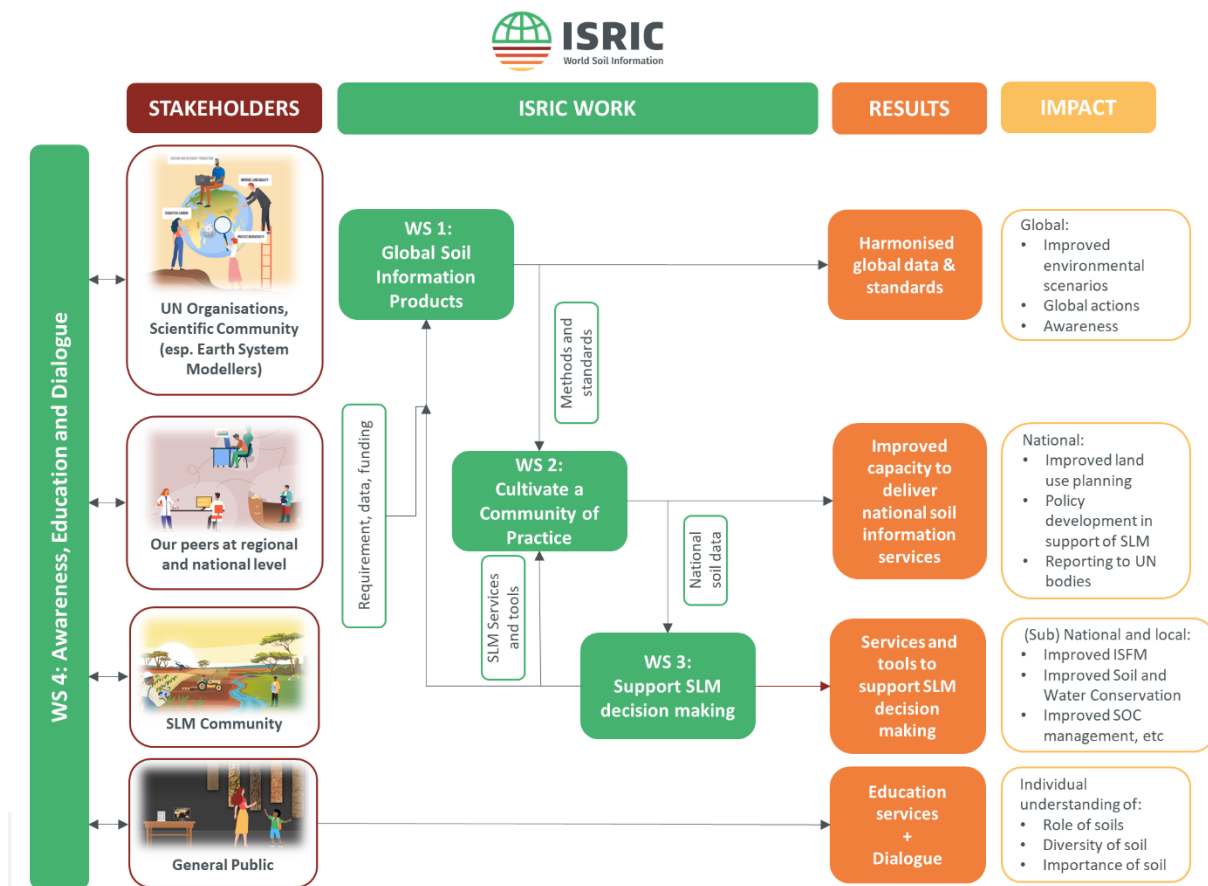 ISRIC
World Soil Information
STAKEHOLDERS
ISRIC WORK
RESULTS
IMPACT
WS 4: Awareness, Education and Dialogue
IMPROVE LAND QUALITY
PROTECT BIODIVERSITY
UN Organisations,
Scientific Community
(esp. Earth System
Modellers)
WS 1:
Global Soil
Information
Products
Harmonised
global data &
standards
Global:
• Improved
environmental
scenarios
• Global actions
• Awareness
Methods and
standards
Requirement, data, funding
Our peers at regional
and national level
WS 2:
Cultivate a
Community of
Practice
Improved
capacity to
deliver
national soil
information
services
National:
• Improved land
use planning
• Policy
development in
support of SLM
• Reporting to UN
bodies
SLM Services
and tools
National
soil data
SLM Community
WS 3:
Support SLM
decision making
Services and
tools to
support SLM
decision
making
(Sub) National and local:
• Improved ISFM
• Improved Soil and
Water Conservation
• Improved SOC
management, etc
General Public
Education
services
+
Dialogue
Individual
understanding of:
• Role of soils
• Diversity of soil
• Importance of soil